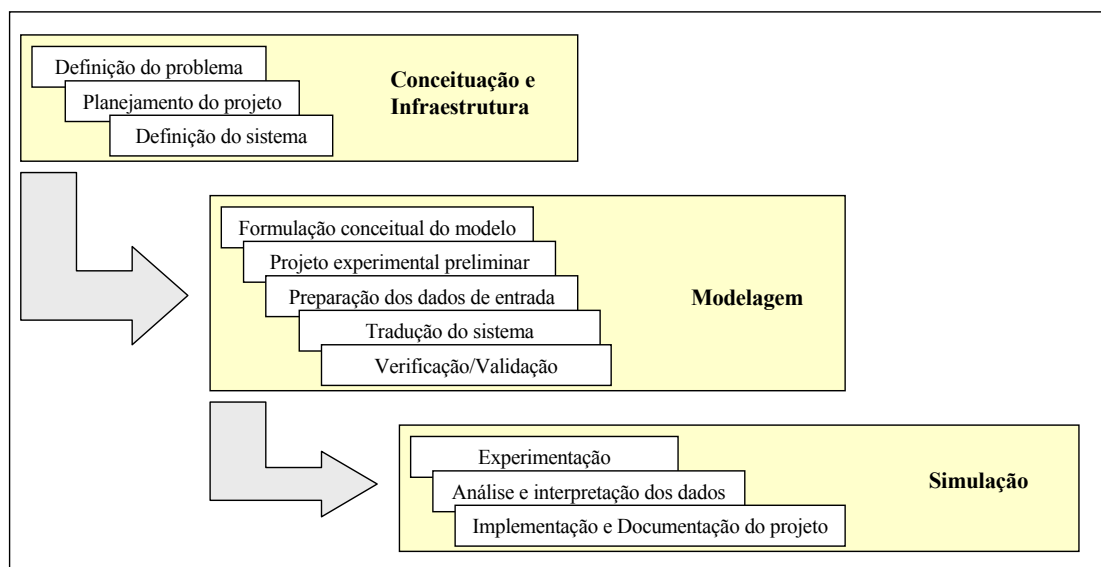 Definição do problema
Planejamento do projeto
Definição do sistema
Conceituação e
Infraestrutura
Formulação conceitual do modelo
Projeto experimental preliminar
Preparação dos dados de entrada
Tradução do sistema
Verificação/Validação
Modelagem
Experimentação
Análise e interpretação dos dados
Implementação e Documentação do projeto
Simulação